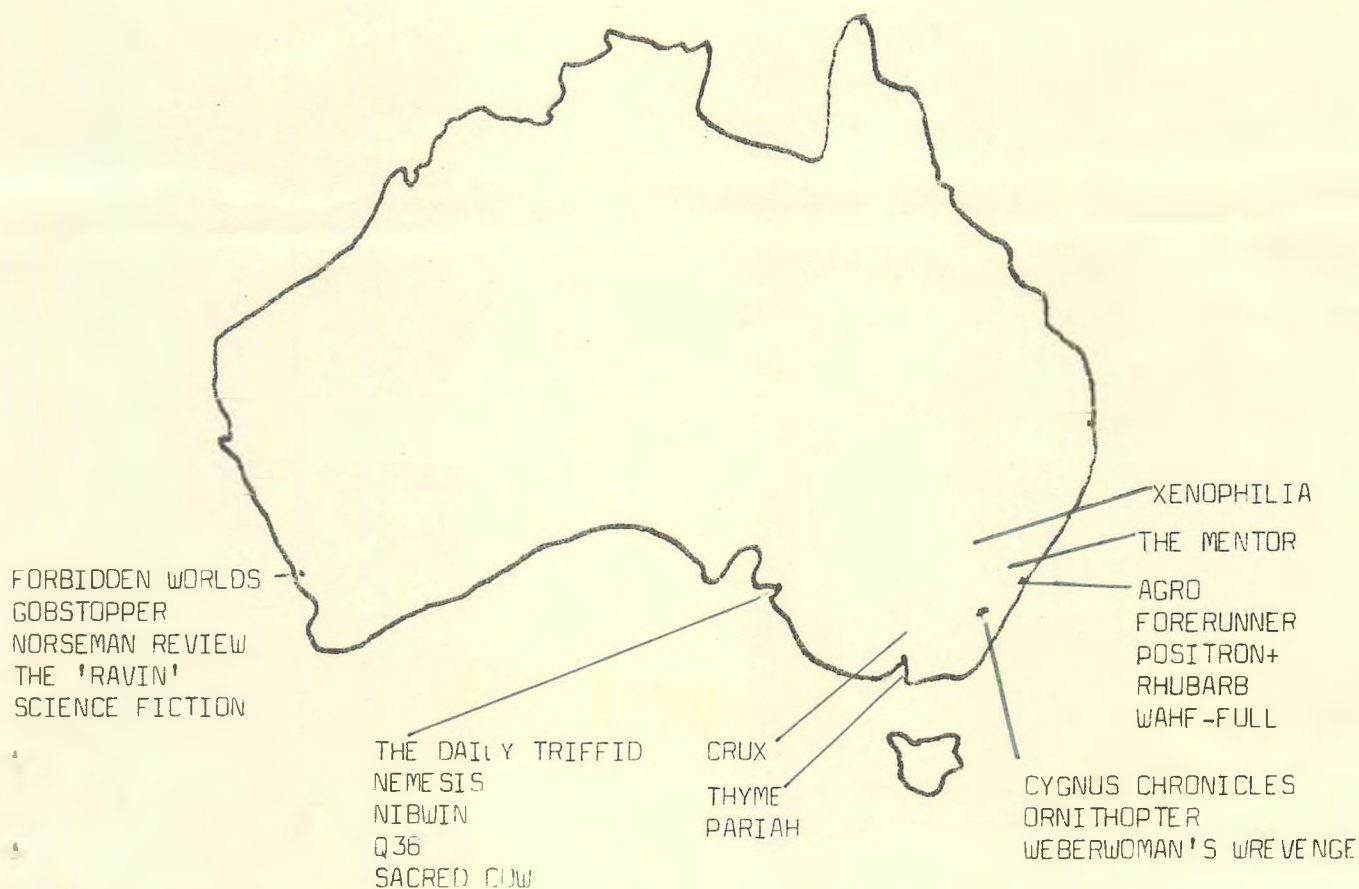 XENOPHILIA
THE MENTOR
AGRO
FORERUNNER
POSITRON+
RHUBARB
WAHF-FULL
FORBIDDEN WORLDS
GOBSTOPPER
NORSEMAN REVIEW
THE 'RAVIN'
SCIENCE FICTION
THE DAILY TRIFFID
NEMESIS
NIBWIN
Q36
SACRED COW
CRUX
THYME
PARIAH
CYGNUS CHRONICLES
ORNITHOPTER
WEBERWOMAN'S WREVENGE